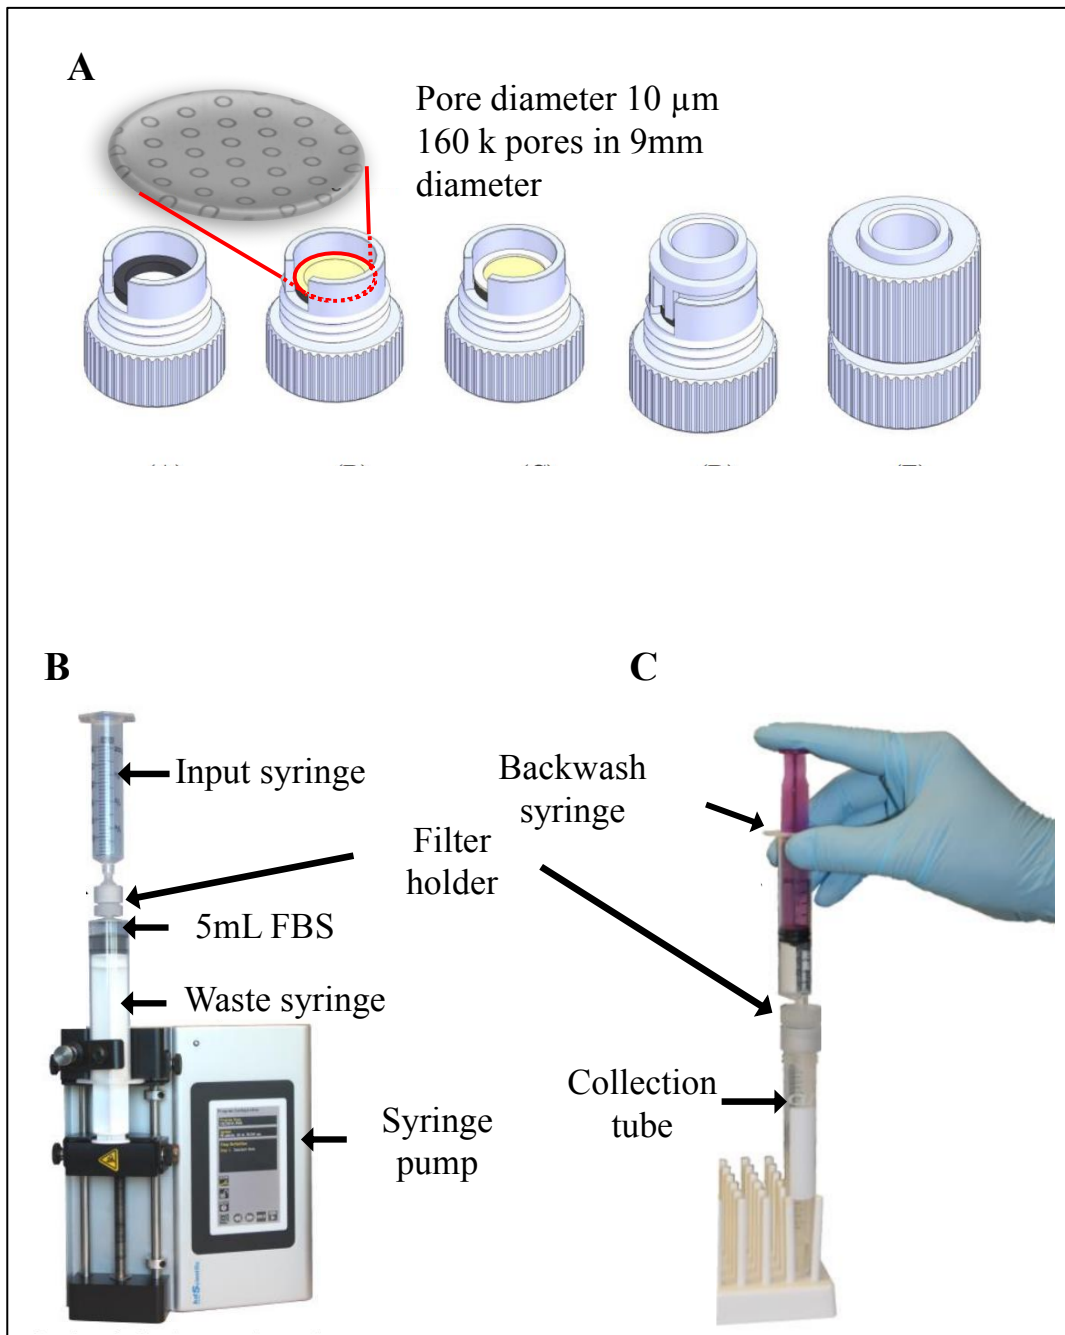 A
Pore diameter 10 µm
160 k pores in 9mm
diameter
B
C
Input syringe
Backwash
syringe
Filter
holder
5mL FBS
Waste syringe
Collection
tube
Syringe
pump